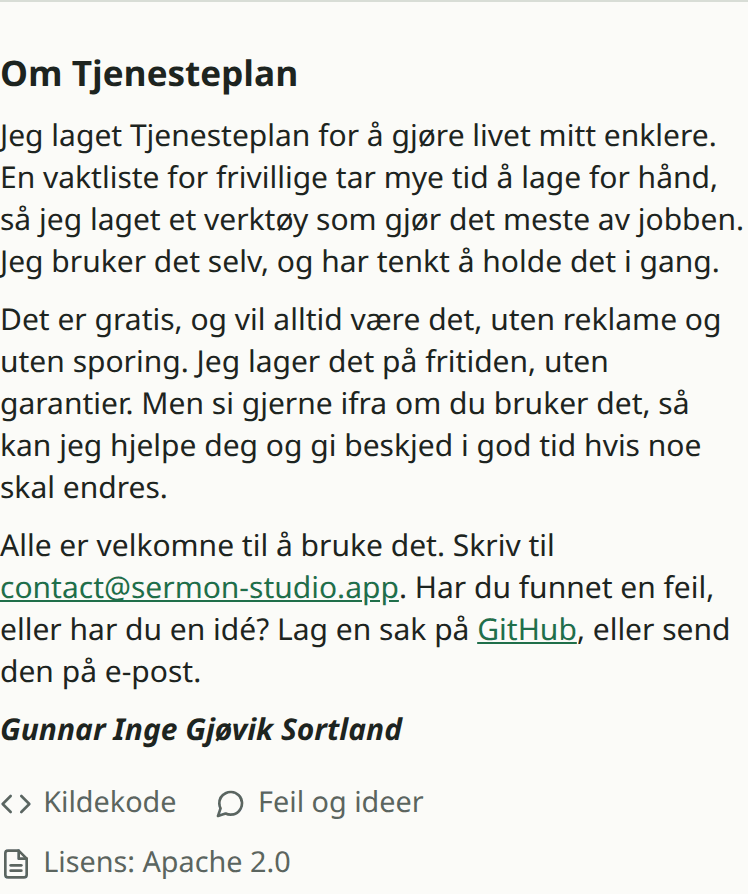 Om Tjenesteplan
Jeg laget Tjenesteplan for å gjøre livet mitt enklere.
En vaktliste for frivillige tar mye tid å lage for hånd,
så jeg laget et verktøy som gjør det meste av jobben.
Jeg bruker det selv, og har tenkt å holde det i gang.
Det er gratis, og vil alltid være det, uten reklame og
uten sporing. Jeg lager det på fritiden, uten
garantier. Men si gjerne ifra om du bruker det, så
kan jeg hjelpe deg og gi beskjed i god tid hvis noe
skal endres.
Alle er velkomne til å bruke det. Skriv til
contact@sermon-studio.app. Har du funnet en feil,
eller har du en idé? Lag en sak på GitHub, eller send
den på e-post.
Gunnar Inge Gjøvik Sortland
Kildekode Feil og ideer
Lisens: Apache 2.0